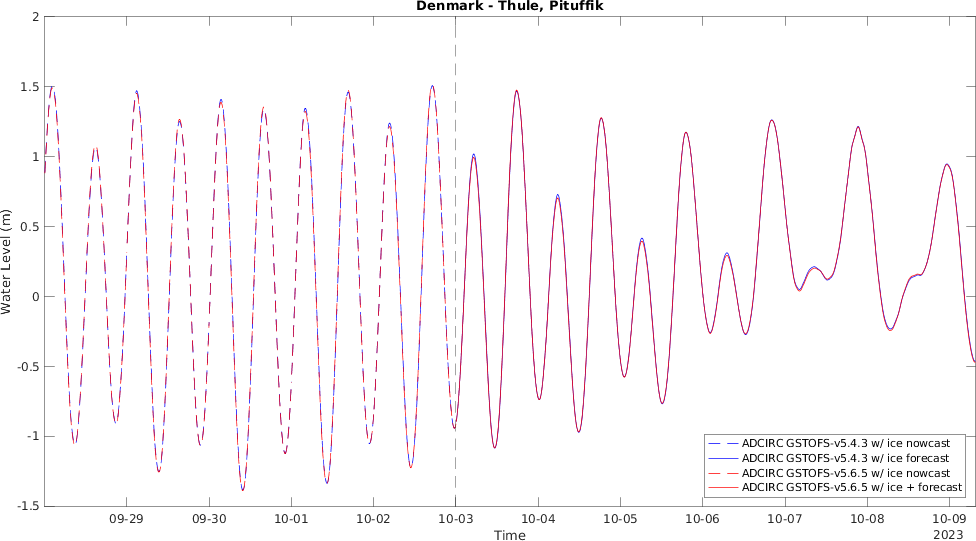 Denmark - Thule, Pituffik
2
1.5
1
0.5
0
-0.5
-1
-1.5
Water Level (m)
09-29 09-30 10-01 10-02 10-03 10-04 10-05 10-06 10-07 10-08 10-09
2023
Time
ADCIRC GSTOFS-v5.4.3 w/ ice nowcast
ADCIRC GSTOFS-v5.4.3 w/ ice forecast
ADCIRC GSTOFS-v5.6.5 w/ ice nowcast
ADCIRC GSTOFS-v5.6.5 w/ ice + forecast